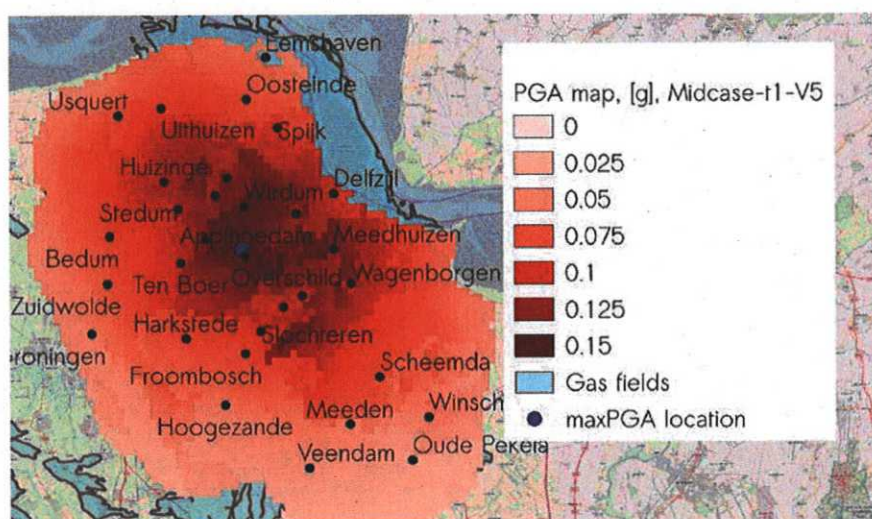 Eemshaven
Oosteinde
Usquert
Uithuizen
Spijk
Huizinge
Wirdum
Delfzijl
Stedum
Appingedam
Meedhuizen
Bedum
Ten Boer
Overschild
Wagenborgen
Zuidwolde
Harkstede
Slochteren
Groningen
Froombosch
Scheemda
Hoogezande
Meeden
Winsch
Veendam
Oude Pekela
PGA map, [g], Midcase-t1-V5
0
0.025
0.05
0.075
0.1
0.125
0.15
Gas fields
maxPGA location